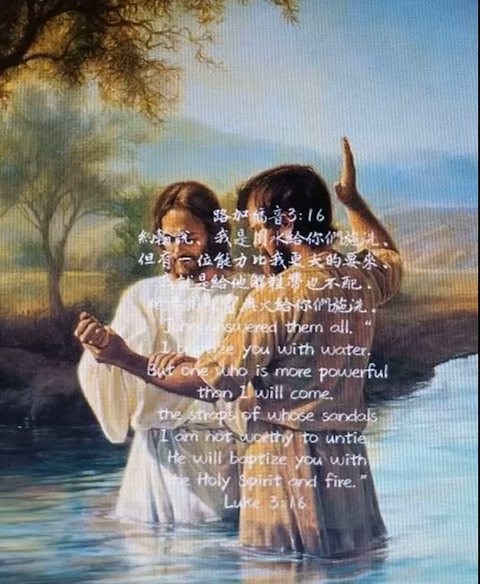 路加福音3:16
約翰說、我是用水給你們施洗、
但有一位能力比我更大的要來、
我就是給他解鞋帶也不配．
他要用聖靈與火給你們施洗．
John answered them all. “
I baptize you with water.
But one who is more powerful
than I will come,
the straps of whose sandals
I am not worthy to untie.
He will baptize you with
the Holy Spirit and fire.”
Luke 3:16